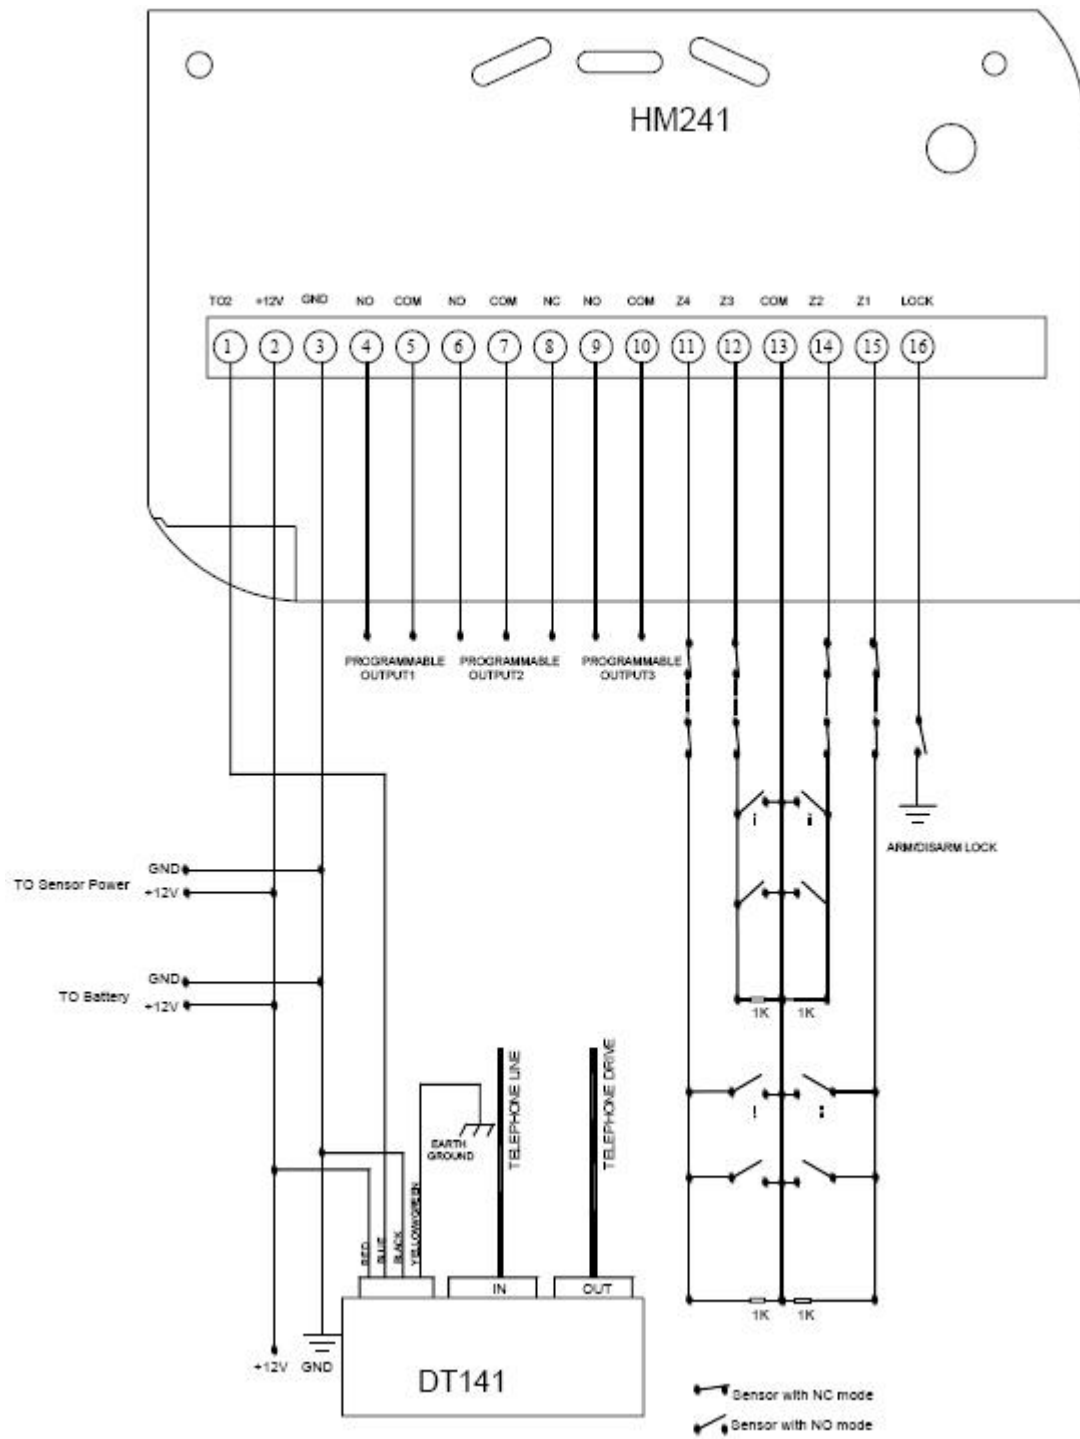 HM241
TO2 +12V GND NO COM NO COM NC NO COM Z4 Z3 COM Z2 Z1 LOCK
1 2 3 4 5 6 7 8 9 10 11 12 13 14 15 16
PROGRAMMABLE
OUTPUT1
PROGRAMMABLE
OUTPUT2
PROGRAMMABLE
OUTPUT3
ARM/DISARM LOCK
TO Sensor Power
GND
+12V
TO Battery
GND
+12V
1K 1K
TELEPHONE LINE
TELEPHONE DRIVE
EARTH
GROUND
RED
BLUE
BLACK
YELLOW/GREEN
IN
OUT
1K 1K
+12V
GND
DT141
Sensor with NC mode
Sensor with NO mode